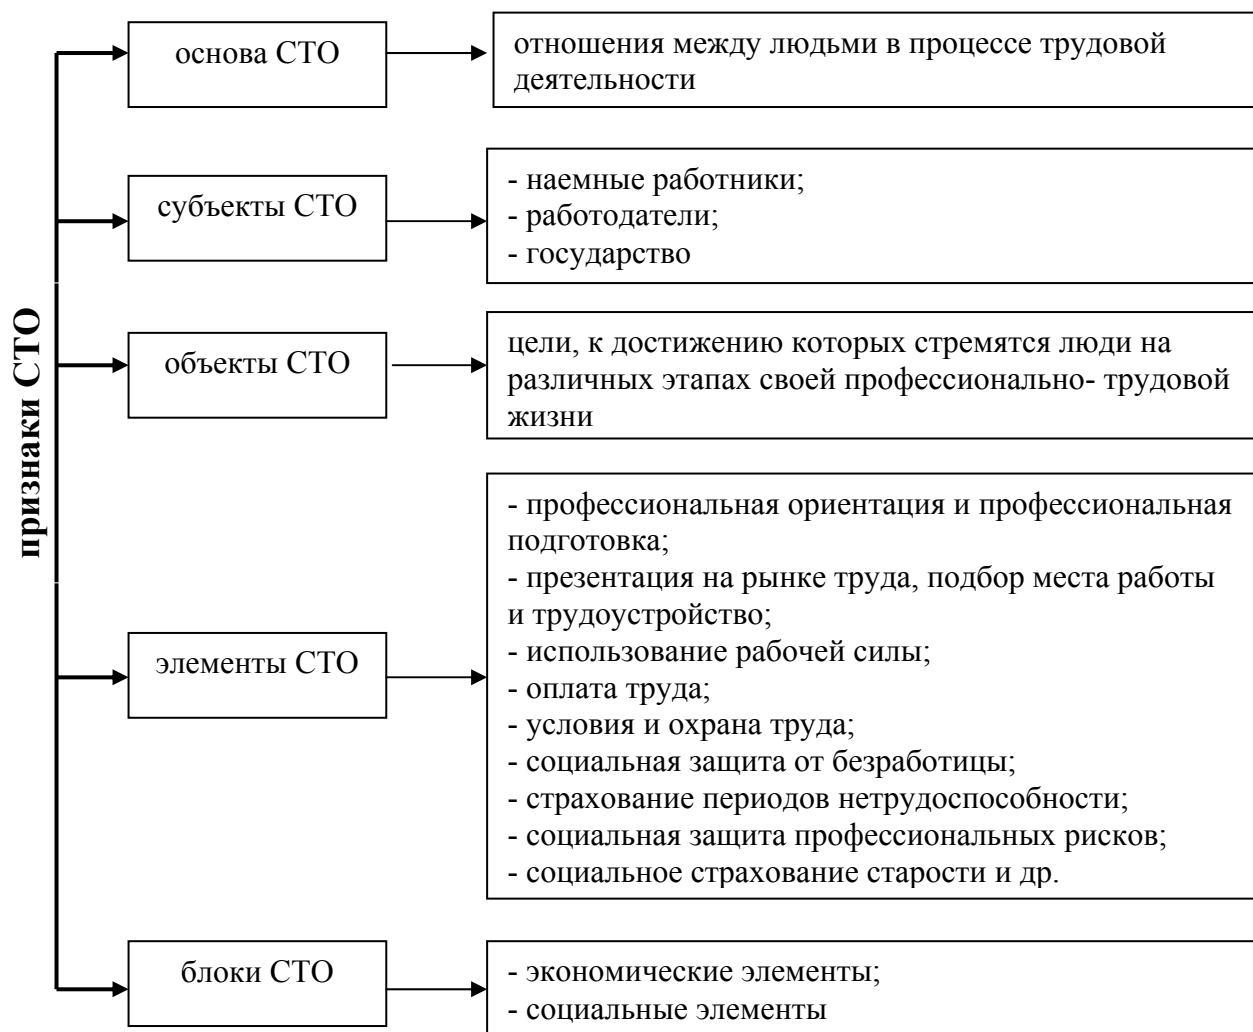 признаки СТО
основа СТО
отношения между людьми в процессе трудовой
деятельности
субъекты СТО
- наемные работники;
- работодатели;
- государство
объекты СТО
цели, к достижению которых стремятся люди на
различных этапах своей профессионально- трудовой
жизни
элементы СТО
- профессиональная ориентация и профессиональная
подготовка;
- презентация на рынке труда, подбор места работы
и трудоустройство;
- использование рабочей силы;
- оплата труда;
- условия и охрана труда;
- социальная защита от безработицы;
- страхование периодов нетрудоспособности;
- социальная защита профессиональных рисков;
- социальное страхование старости и др.
блоки СТО
- экономические элементы;
- социальные элементы